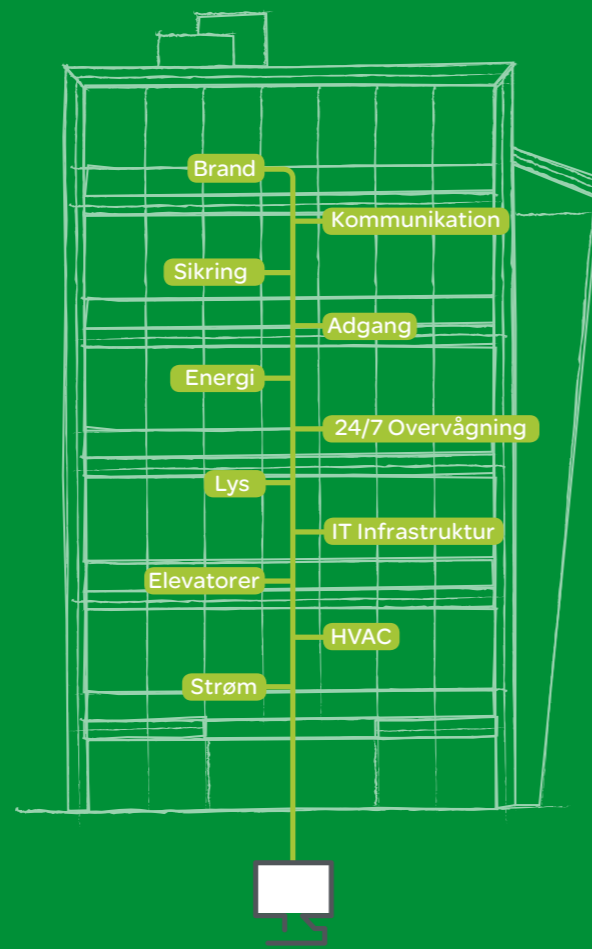 Brand
Kommunikation
Sikring
Adgang
Energi
24/7 Overvågning
Lys
IT Infrastruktur
Elevatorer
HVAC
Strøm